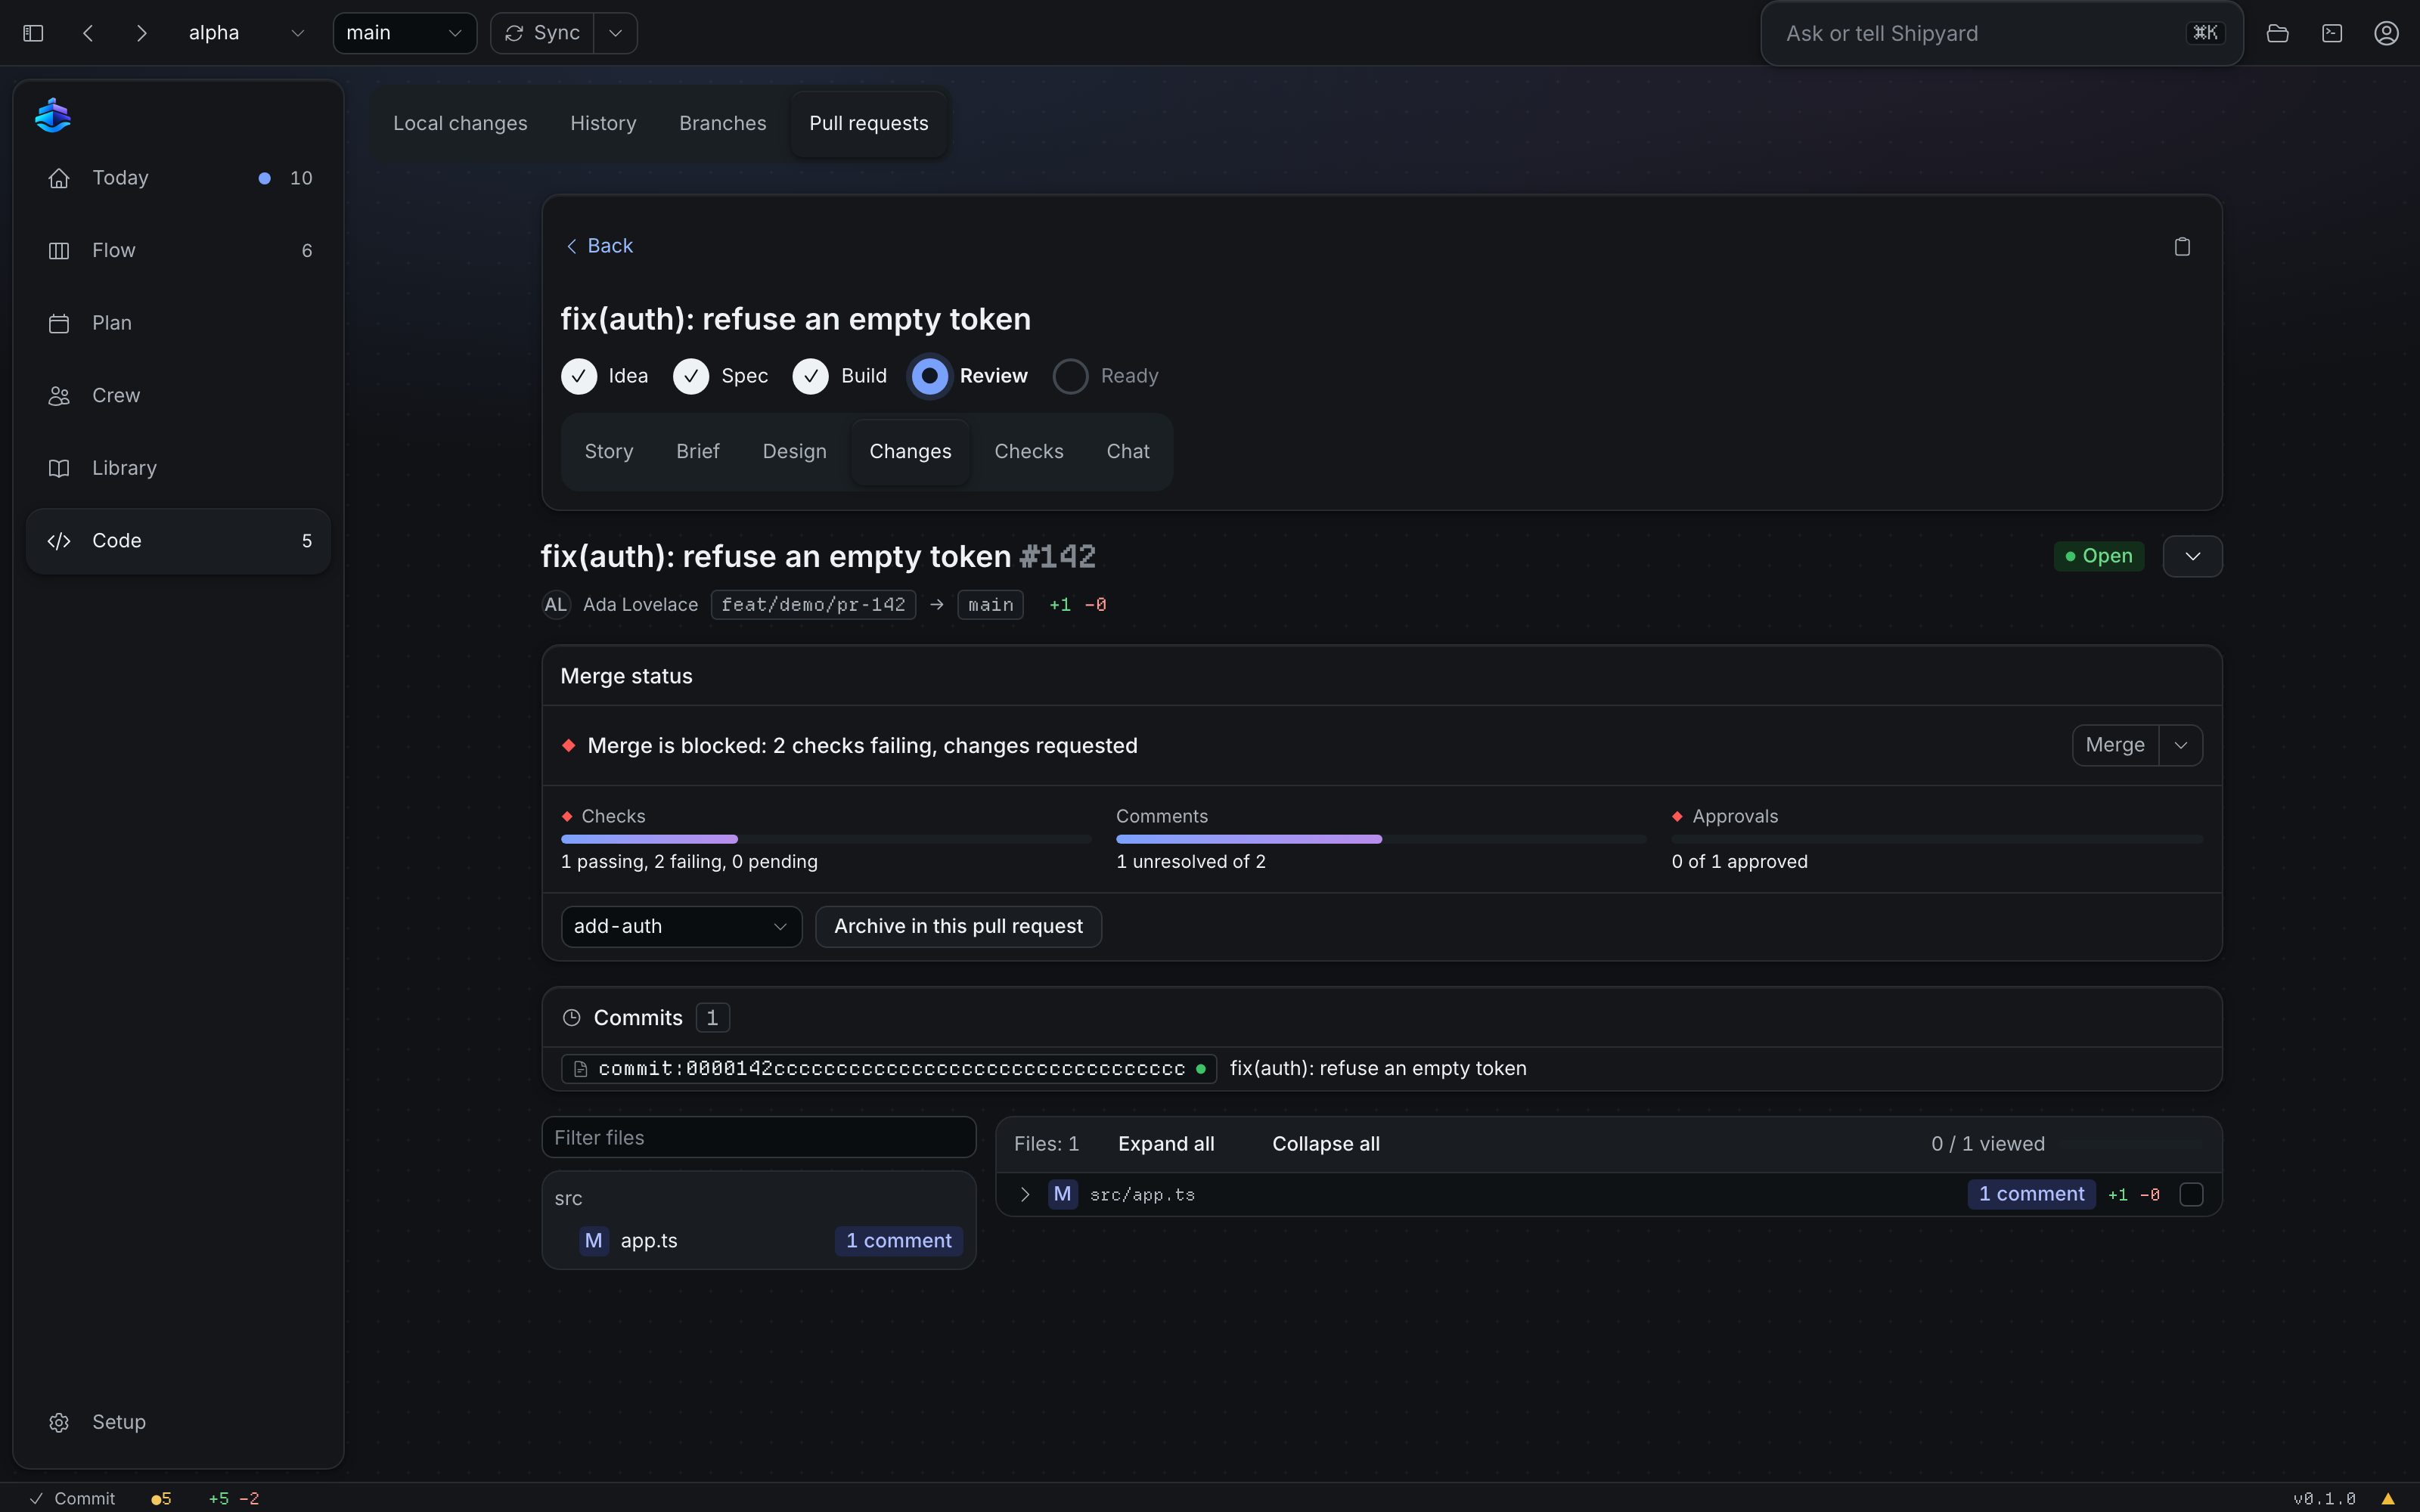 alpha
main
Sync
Ask or tell Shipyard
⌘K
Local changes
History
Branches
Pull requests
Today
10
Flow
6
Plan
Crew
Library
Code
5
Setup
Back
fix(auth): refuse an empty token
Idea
Spec
Build
Review
Ready
Story
Brief
Design
Changes
Checks
Chat
fix(auth): refuse an empty token #142
Open
AL Ada Lovelace feat/demo/pr-142 → main +1 -0
Merge status
Merge is blocked: 2 checks failing, changes requested
Merge
Checks
1 passing, 2 failing, 0 pending
Comments
1 unresolved of 2
Approvals
0 of 1 approved
add-auth
Archive in this pull request
Commits 1
fix(auth): refuse an empty token
Filter files
src
M app.ts 1 comment
Files: 1
Expand all
Collapse all
0 / 1 viewed
M src/app.ts 1 comment +1 -0
Commit
5
+5 -2
v0.1.0